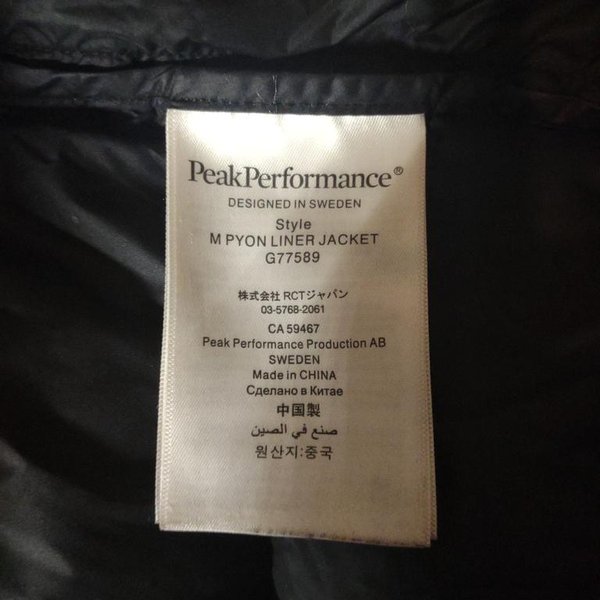 PeakPerformance®
DESIGNED IN SWEDEN
Style
M PYON LINER JACKET
G77589
株式会社 RCTジャパン
03-5768-2061
CA 59467
Peak Performance Production AB
SWEDEN
Made in CHINA
Сделано в Китае
中国製
صنع في الصين
원산지:중국